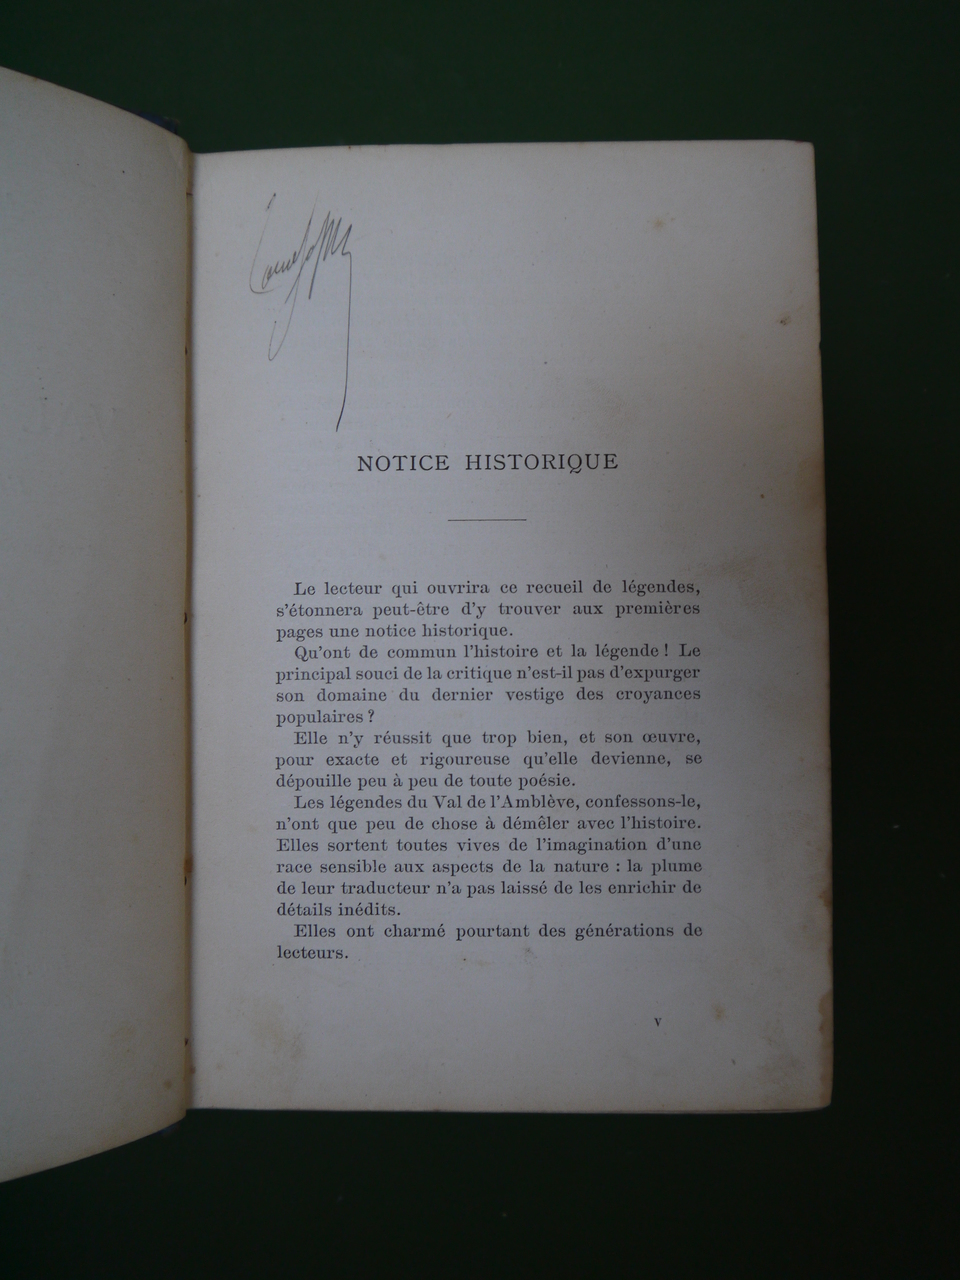 NOTICE HISTORIQUE
Le lecteur qui ouvrira ce recueil de légendes,
s'étonnera peut-être d'y trouver aux premières
pages une notice historique.
Qu'ont de commun l'histoire et la légende ! Le
principal souci de la critique n'est-il pas d'expurger
son domaine du dernier vestige des croyances
populaires ?
Elle n'y réussit que trop bien, et son œuvre,
pour exacte et rigoureuse qu'elle devienne, se
dépouille peu à peu de toute poésie.
Les légendes du Val de l'Amblève, confessons-le,
n'ont que peu de chose à démêler avec l'histoire.
Elles sortent toutes vives de l'imagination d'une
race sensible aux aspects de la nature : la plume
de leur traducteur n'a pas laissé de les enrichir de
détails inédits.
Elles ont charmé pourtant des générations de
lecteurs.
V